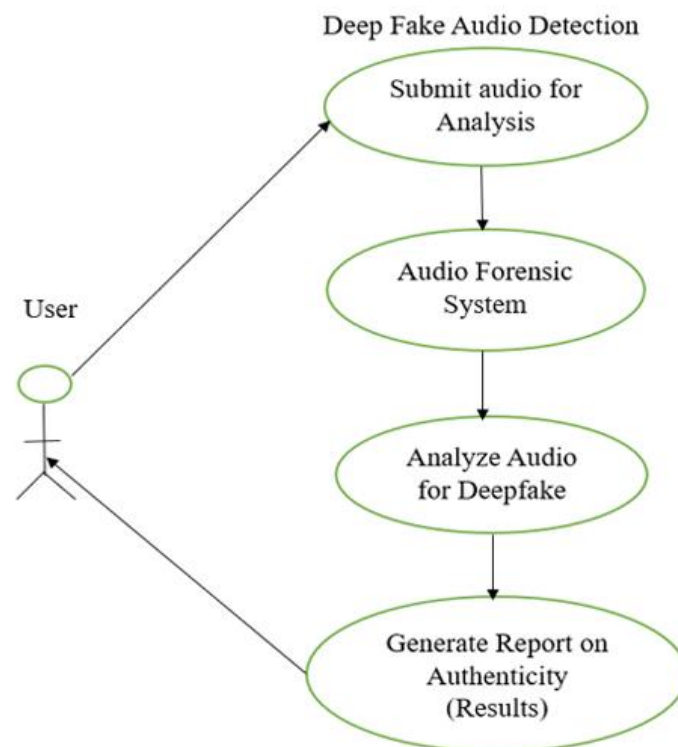 Deep Fake Audio Detection
Submit audio for
Analysis
Audio Forensic
System
User
Analyze Audio
for Deepfake
Generate Report on
Authenticity
(Results)